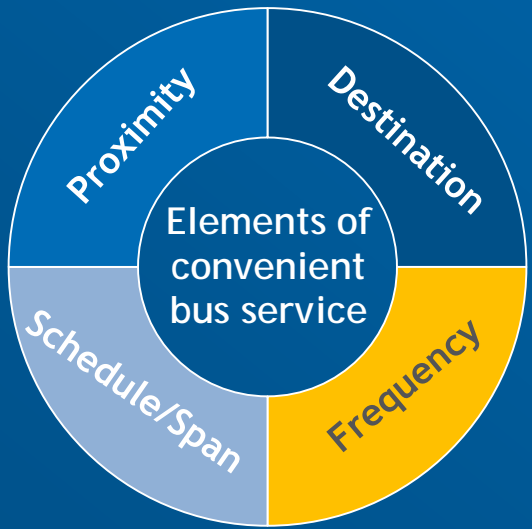 Proximity
Destination
Elements of
convenient
bus service
Schedule/Span
Frequency